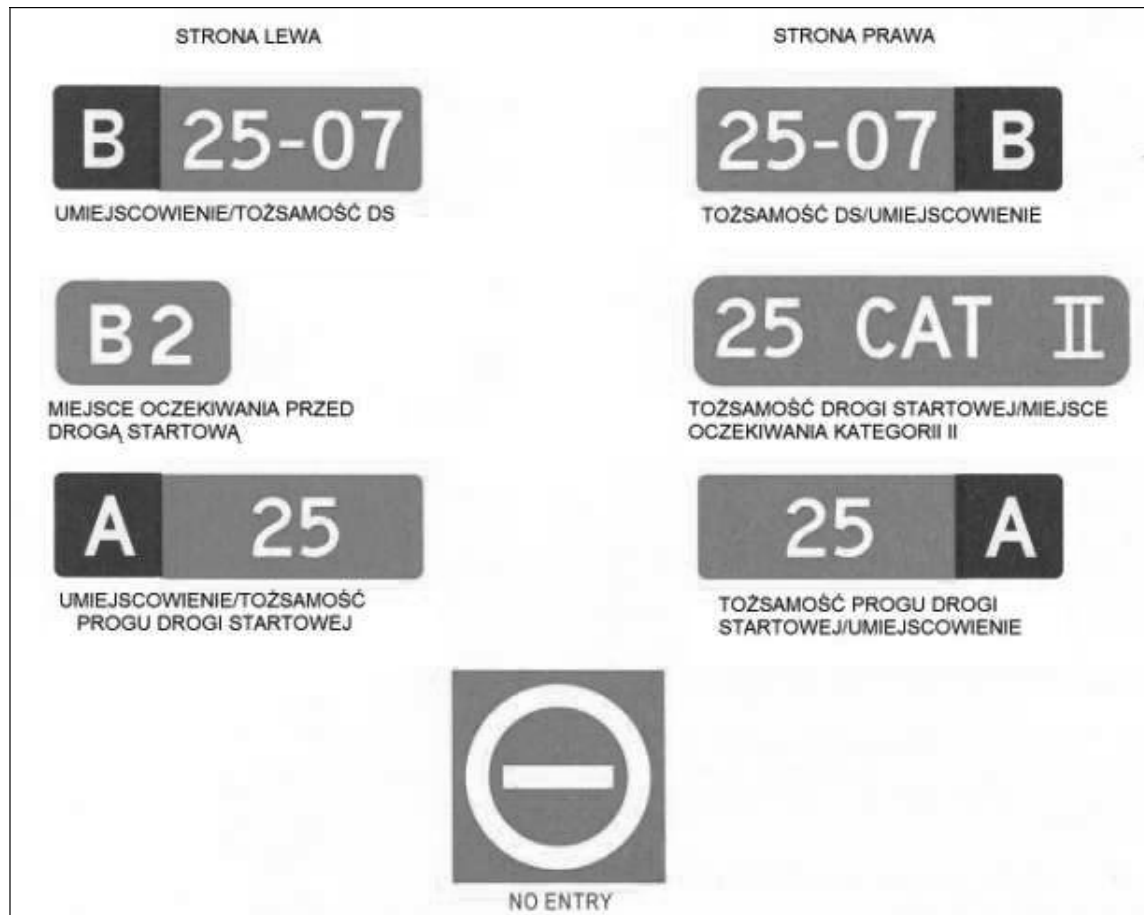 STRONA LEWA
STRONA PRAWA
B 25-07
25-07 B
UMIEJSCOWIENIE/TOŻSAMOŚĆ DS
TOŻSAMOŚĆ DS/UMIEJSCOWIENIE
B2
25 CAT II
MIEJSCE OCZEKIWANIA PRZED
DROGĄ STARTOWĄ
TOŻSAMOŚĆ DROGI STARTOWEJ/MIEJSCE
OCZEKIWANIA KATEGORII II
A 25
25 A
UMIEJSCOWIENIE/TOŻSAMOŚĆ
PROGU DROGI STARTOWEJ
TOŻSAMOŚĆ PROGU DROGI
STARTOWEJ/UMIEJSCOWIENIE
NO ENTRY